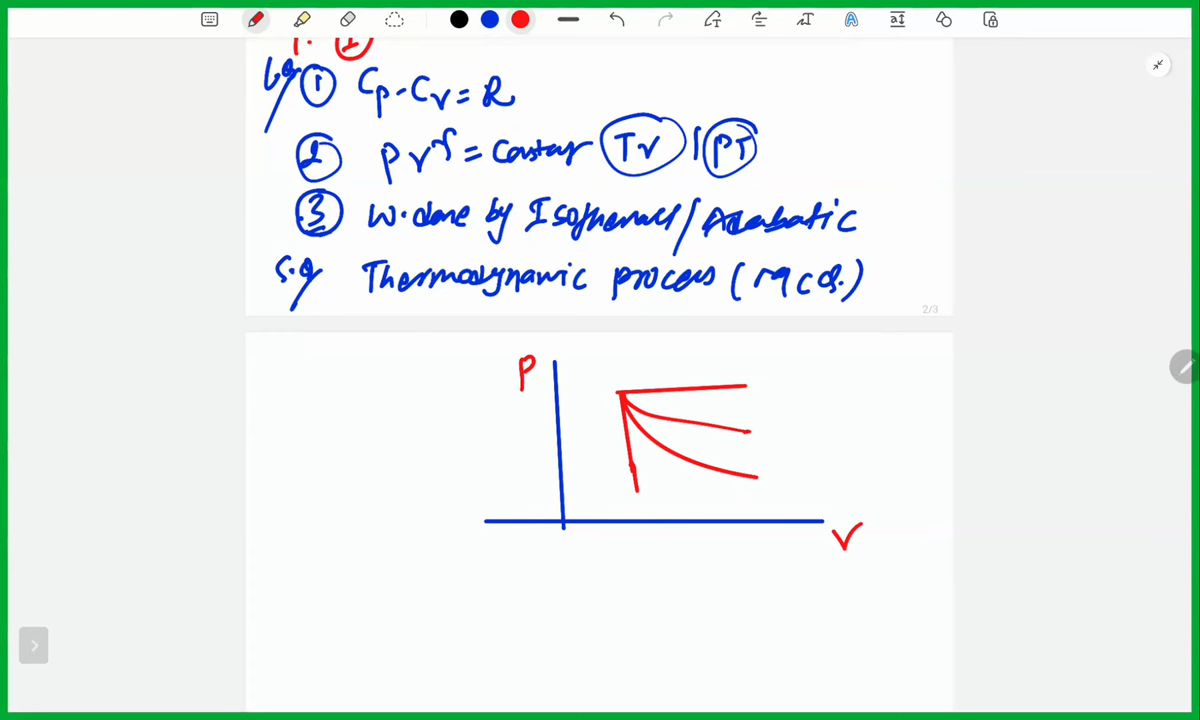 L.Q ① Cp - Cv = R
② PV^γ = Constant TV | PT
③ W.done by Isothermal / Adiabatic
S.Q Thermodynamic process (MCQ.)
2/3
P
V